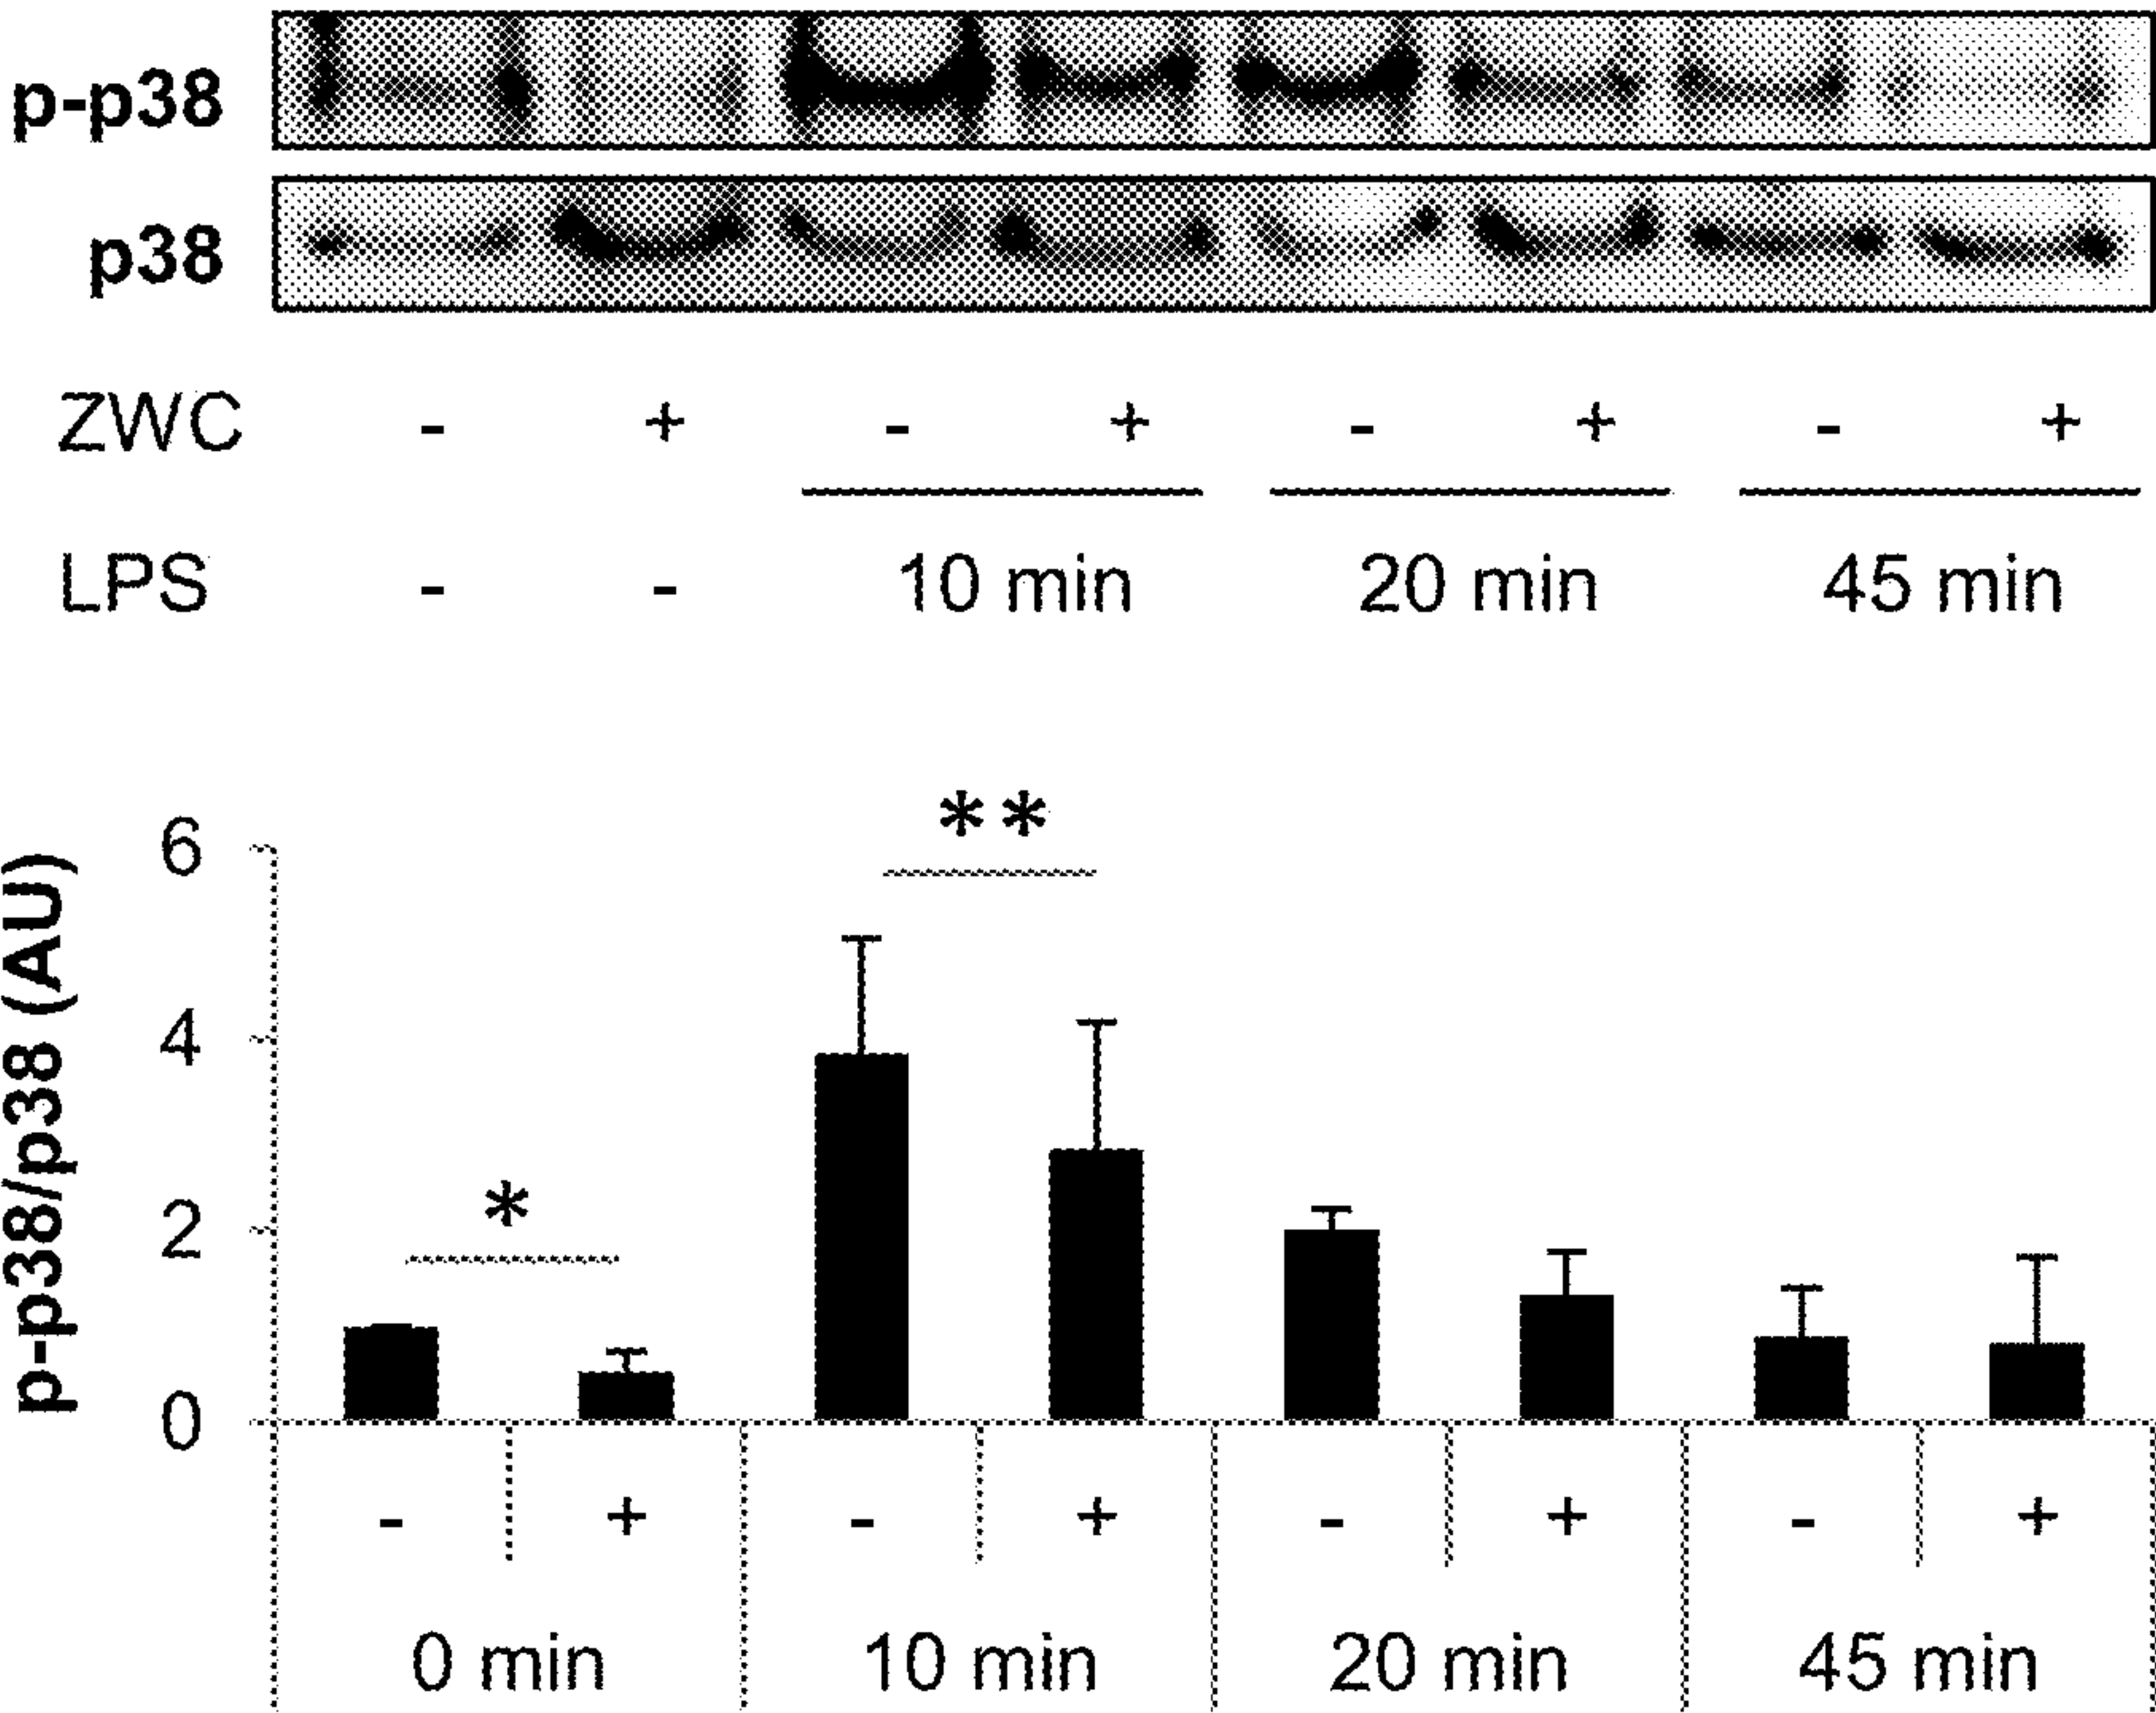 p-p38
p38
ZWC - + - + - + - +
LPS - - 10 min 20 min 45 min
**
*
p-p38/p38 (AU)
6
4
2
0
- + - + - + - +
0 min 10 min 20 min 45 min